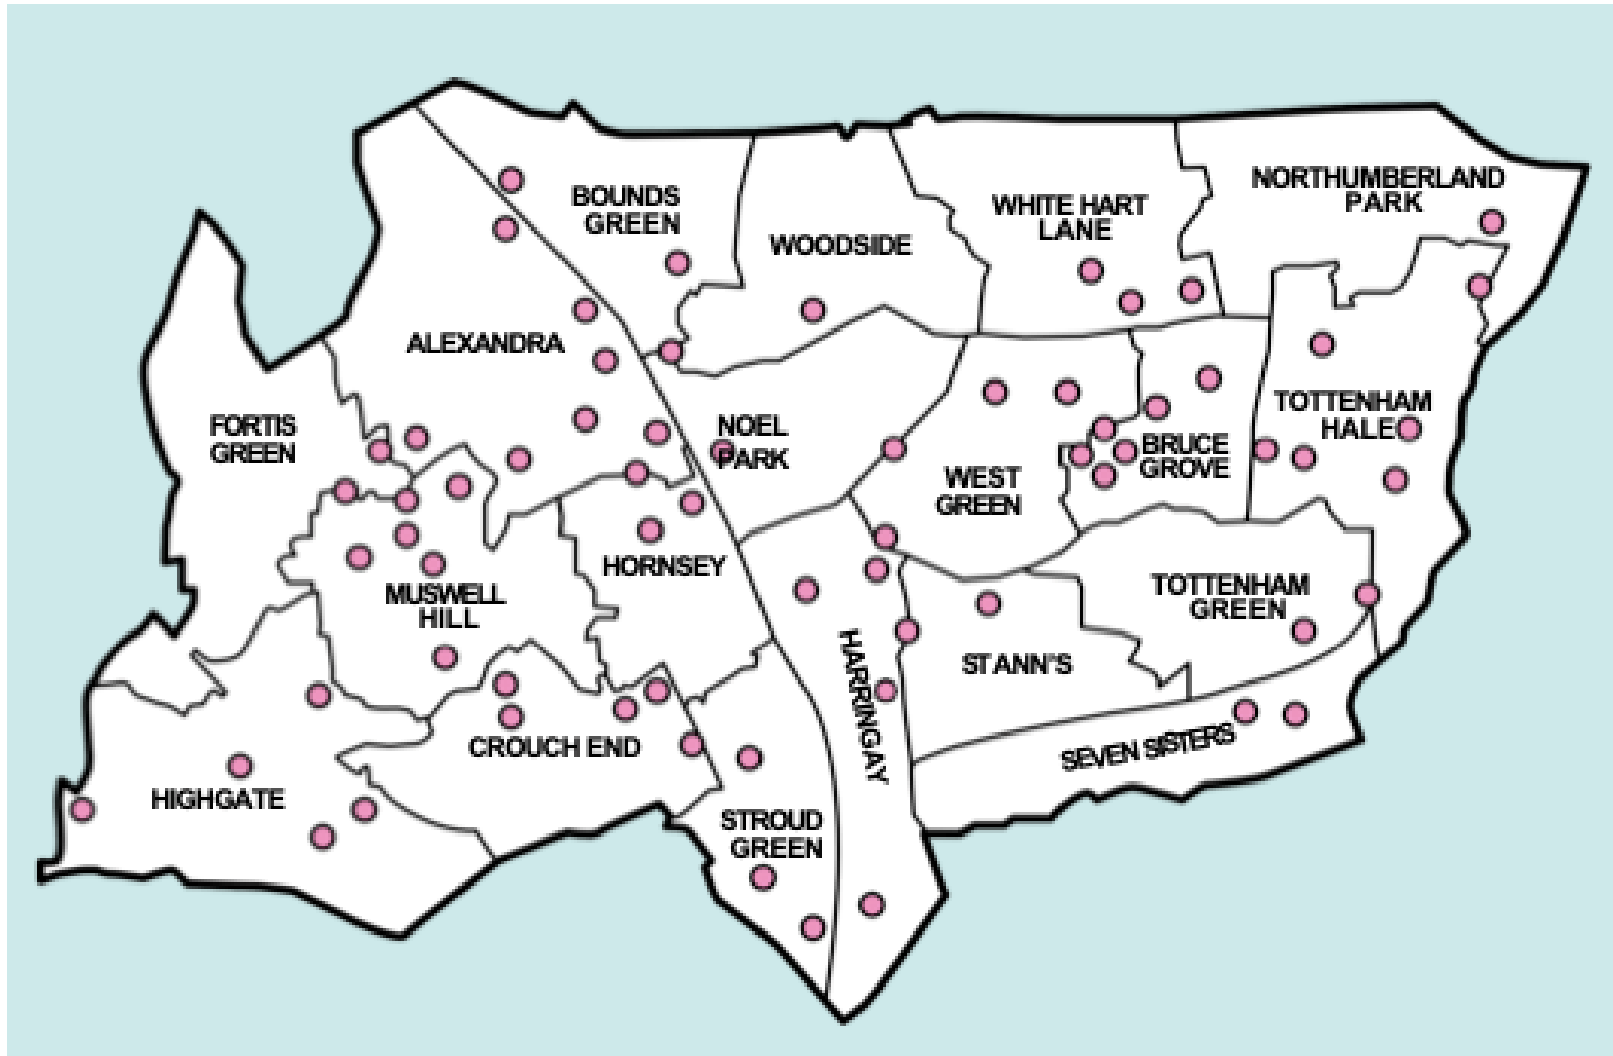 BOUNDS
GREEN
WOODSIDE
WHITE HART
LANE
NORTHUMBERLAND
PARK
ALEXANDRA
FORTIS
GREEN
NOEL
PARK
WEST
GREEN
BRUCE
GROVE
TOTTENHAM
HALE
HORNSEY
MUSWELL
HILL
TOTTENHAM
GREEN
ST ANN'S
HARRINGAY
CROUCH END
SEVEN SISTERS
HIGHGATE
STROUD
GREEN